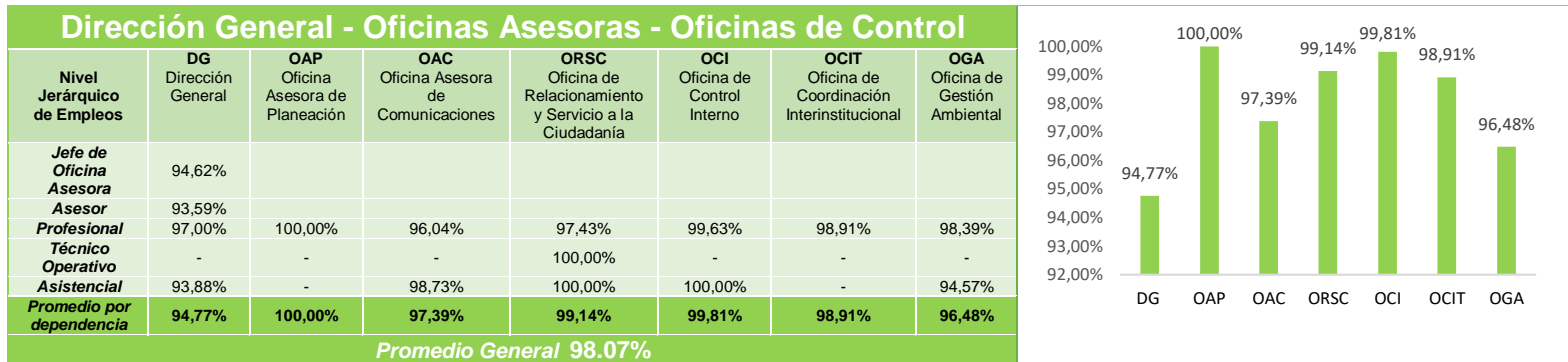 Dirección General - Oficinas Asesoras - Oficinas de Control
Nivel
Jerárquico
de Empleos
DG
Dirección
General
OAP
Oficina
Asesora de
Planeación
OAC
Oficina Asesora
de
Comunicaciones
ORSC
Oficina de
Relacionamiento
y Servicio a la
Ciudadanía
OCI
Oficina de
Control
Interno
OCIT
Oficina de
Coordinación
Interinstitucional
OGA
Oficina de
Gestión
Ambiental
Jefe de
Oficina
Asesora
94,62%
Asesor 93,59%
Profesional 97,00% 100,00% 96,04% 97,43% 99,63% 98,91% 98,39%
Técnico
Operativo
- - - 100,00% - - -
Asistencial 93,88% - 98,73% 100,00% 100,00% - 94,57%
Promedio por
dependencia
94,77% 100,00% 97,39% 99,14% 99,81% 98,91% 96,48%
Promedio General 98.07%
100,00%
99,00%
98,00%
97,00%
96,00%
95,00%
94,00%
93,00%
92,00%
94,77%
100,00%
97,39%
99,14%
99,81%
98,91%
96,48%
DG OAP OAC ORSC OCI OCIT OGA